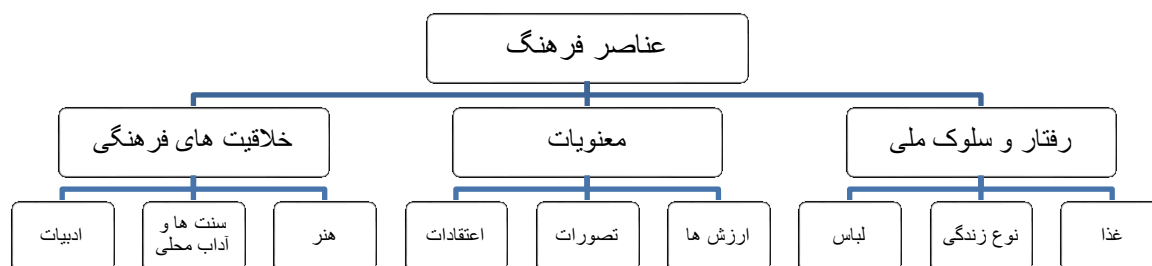 عناصر فرهنگ
رفتار و سلوک ملی
معنویات
خلاقیت های فرهنگی
غذا
نوع زندگی
لباس
ارزش ها
تصورات
اعتقادات
هنر
سنت ها و
آداب محلی
ادبیات